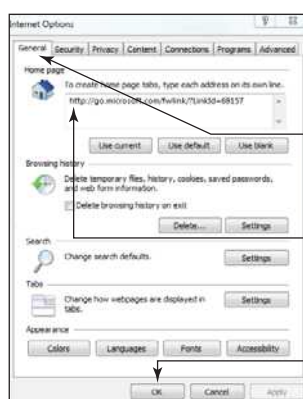 Internet Options
General Security Privacy Content Connections Programs Advanced
Home page
To create home page tabs, type each address on its own line.
http://go.microsoft.com/fwlink/?LinkId=69157
Use current Use default Use blank
Browsing history
Delete temporary files, history, cookies, saved passwords,
and web form information.
Delete browsing history on exit
Delete... Settings
Search
Change search defaults. Settings
Tabs
Change how webpages are displayed in Settings
tabs.
Appearance
Colors Languages Fonts Accessibility
OK Cancel Apply